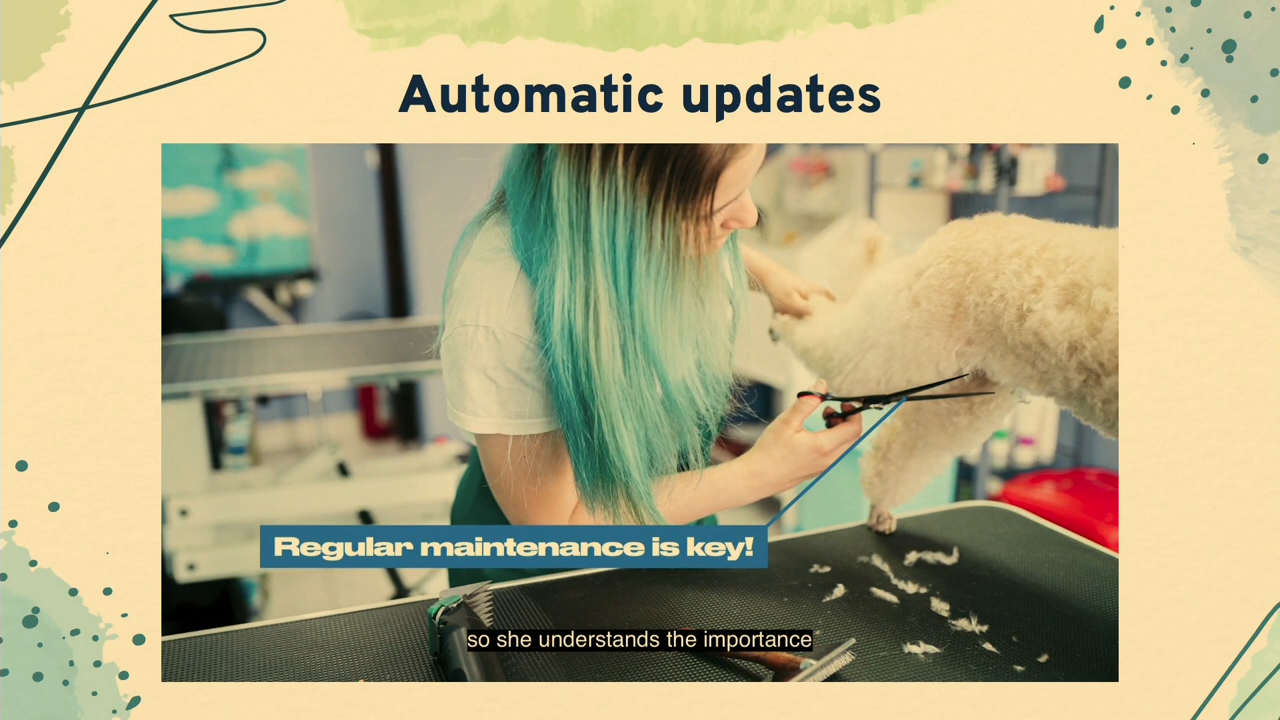 Automatic updates
Regular maintenance is key!
so she understands the importance